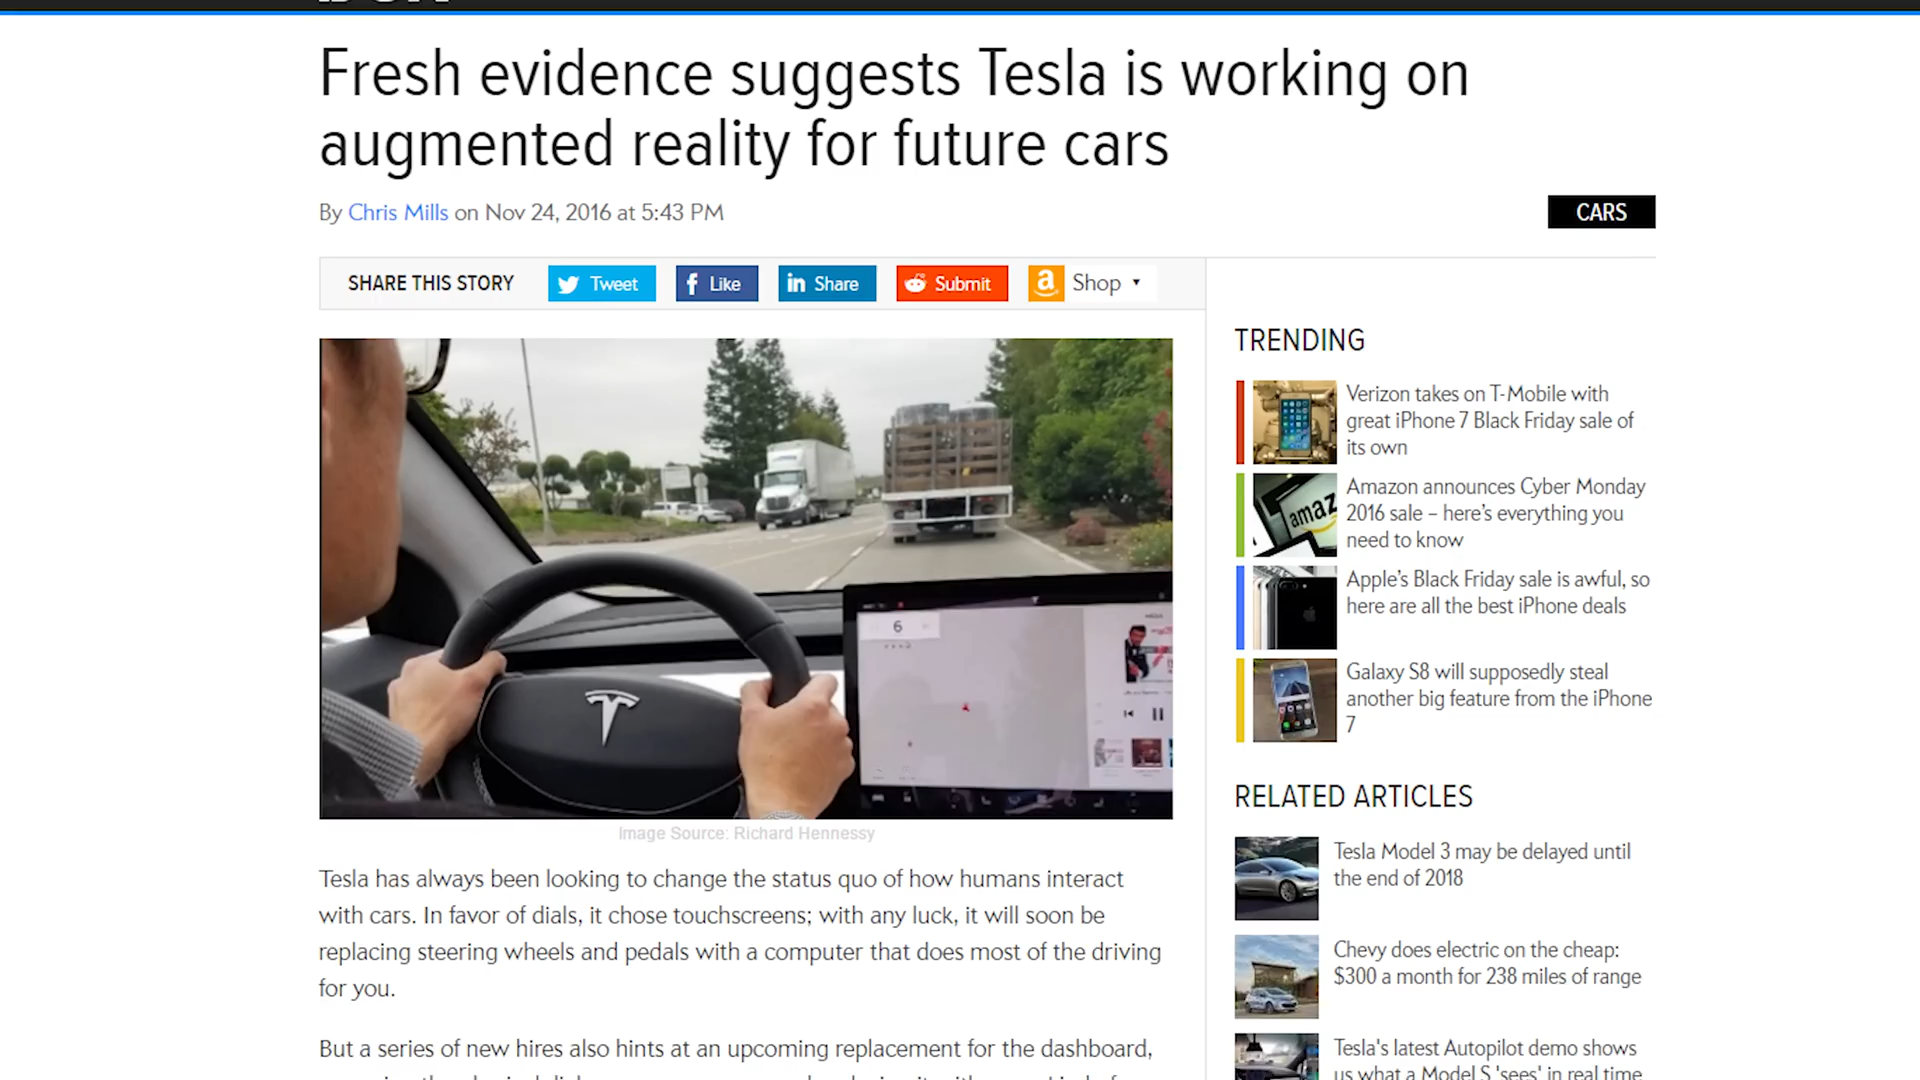 Fresh evidence suggests Tesla is working on
augmented reality for future cars
By Chris Mills on Nov 24, 2016 at 5:43 PM
CARS
SHARE THIS STORY
Tweet
Like
Share
Submit
Shop
6
Image Source: Richard Hennessy
Tesla has always been looking to change the status quo of how humans interact
with cars. In favor of dials, it chose touchscreens; with any luck, it will soon be
replacing steering wheels and pedals with a computer that does most of the driving
for you.
But a series of new hires also hints at an upcoming replacement for the dashboard,
TRENDING
Verizon takes on T-Mobile with
great iPhone 7 Black Friday sale of
its own
amaz
Amazon announces Cyber Monday
2016 sale – here's everything you
need to know
Apple's Black Friday sale is awful, so
here are all the best iPhone deals
Galaxy S8 will supposedly steal
another big feature from the iPhone
7
RELATED ARTICLES
Tesla Model 3 may be delayed until
the end of 2018
Chevy does electric on the cheap:
$300 a month for 238 miles of range
Tesla's latest Autopilot demo shows
us what a Model S 'sees' in real time